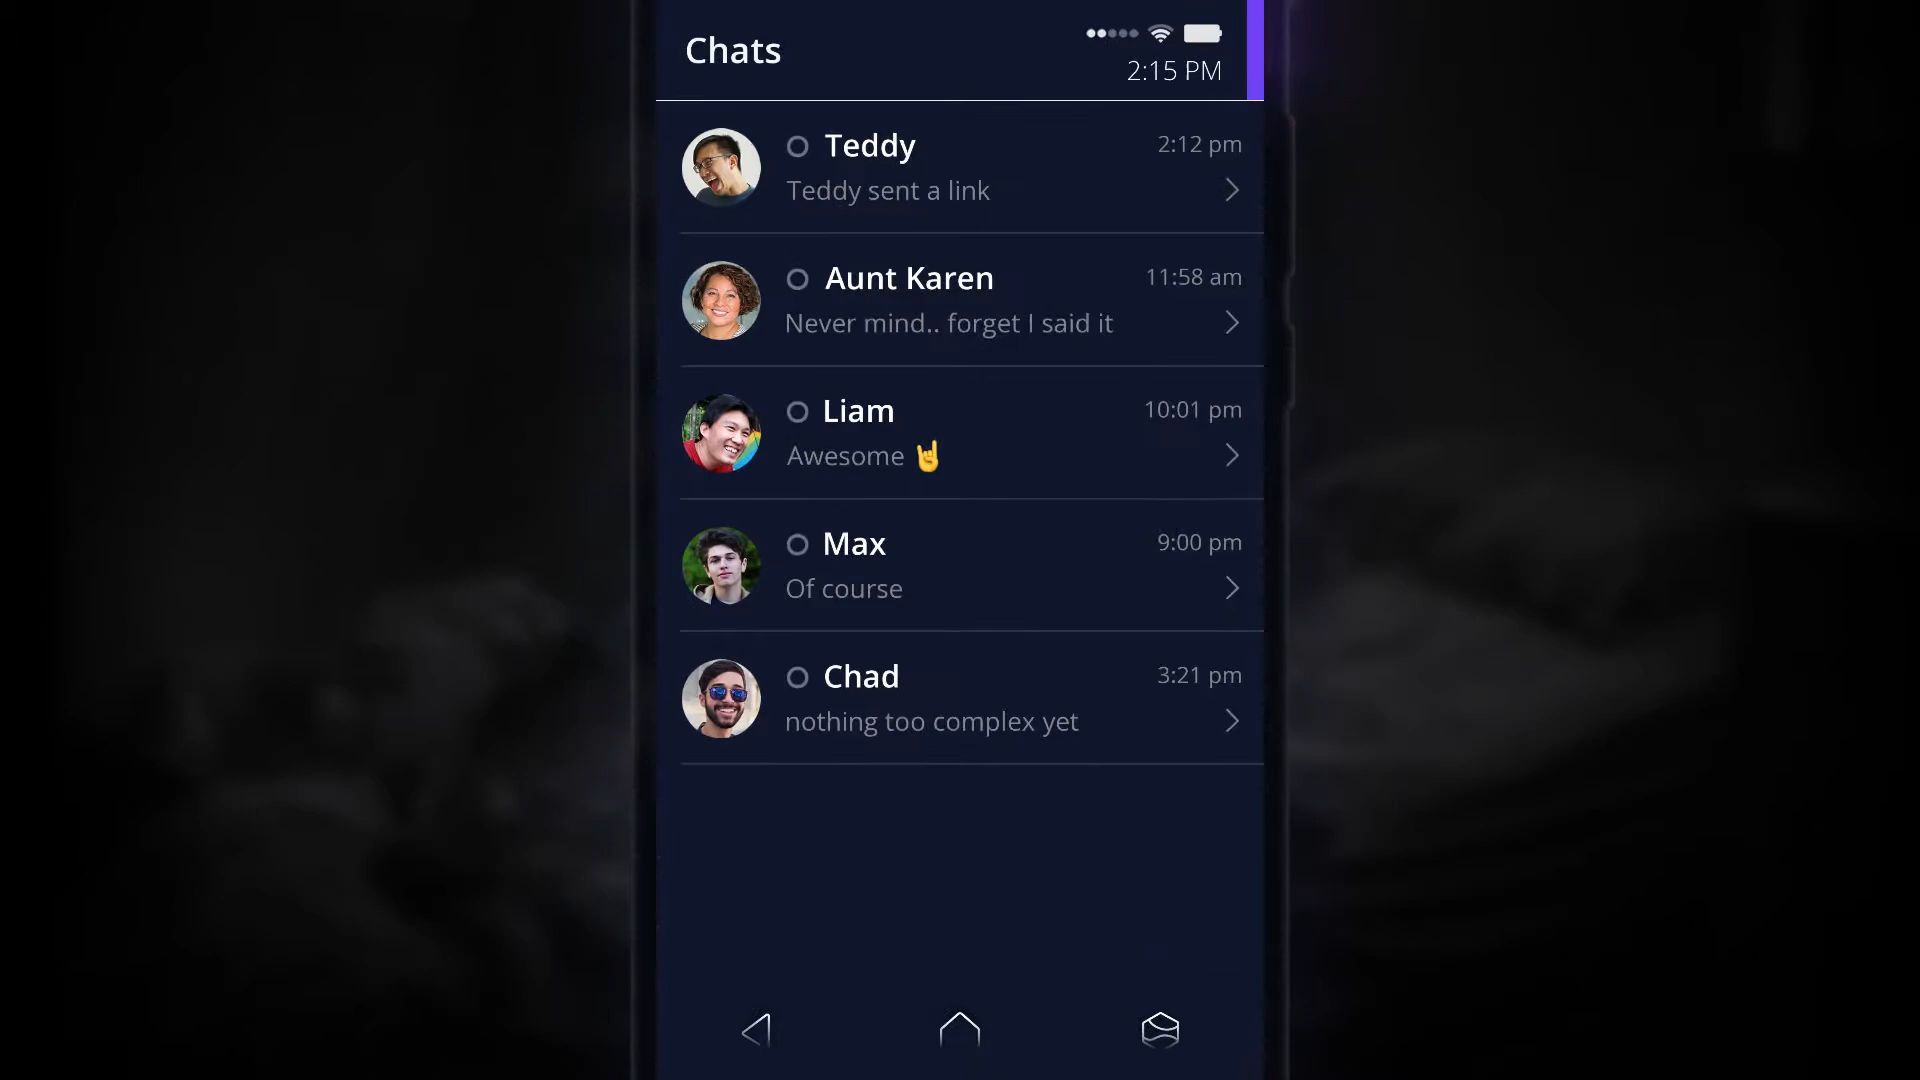 Chats
2:15 PM
Teddy
2:12 pm
Teddy sent a link
Aunt Karen
11:58 am
Never mind.. forget I said it
Liam
10:01 pm
Awesome 🤘
Max
9:00 pm
Of course
Chad
3:21 pm
nothing too complex yet